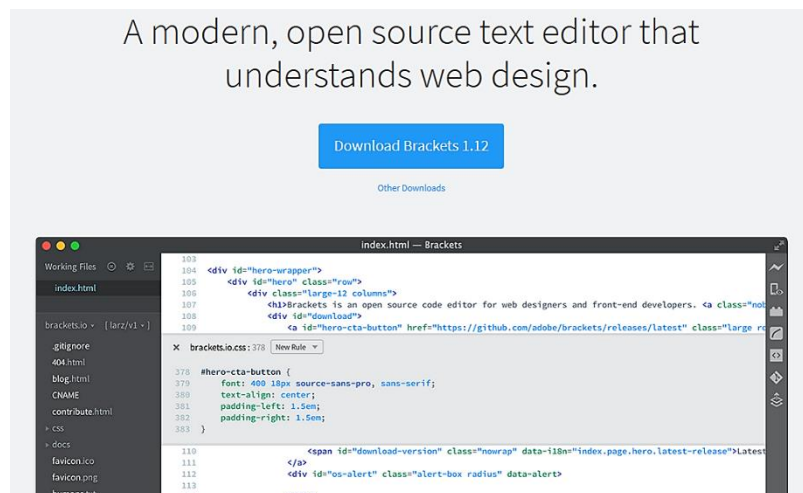 A modern, open source text editor that
understands web design.
Download Brackets 1.12
Other Downloads
index.html — Brackets
Working Files
index.html
brackets.io [ larz/v1 ]
.gitignore
404.html
blog.html
CNAME
contribute.html
css
docs
favicon.ico
favicon.png
103
104 <div id="hero-wrapper">
105 <div id="hero" class="row">
106 <div class="large-12 columns">
107 <h1>Brackets is an open source code editor for web designers and front-end developers. <a class="nob
108 <div id="download">
109 <a id="hero-cta-button" href="https://github.com/adobe/brackets/releases/latest" class="large ro
× brackets.io.css : 378 New Rule
378 #hero-cta-button {
379 font: 400 18px source-sans-pro, sans-serif;
380 text-align: center;
381 padding-left: 1.5em;
382 padding-right: 1.5em;
383 }
110 <span id="download-version" class="nowrap" data-i18n="index.page.hero.latest-release">Latest
111 </a>
112 <div id="os-alert" class="alert-box radius" data-alert>
113